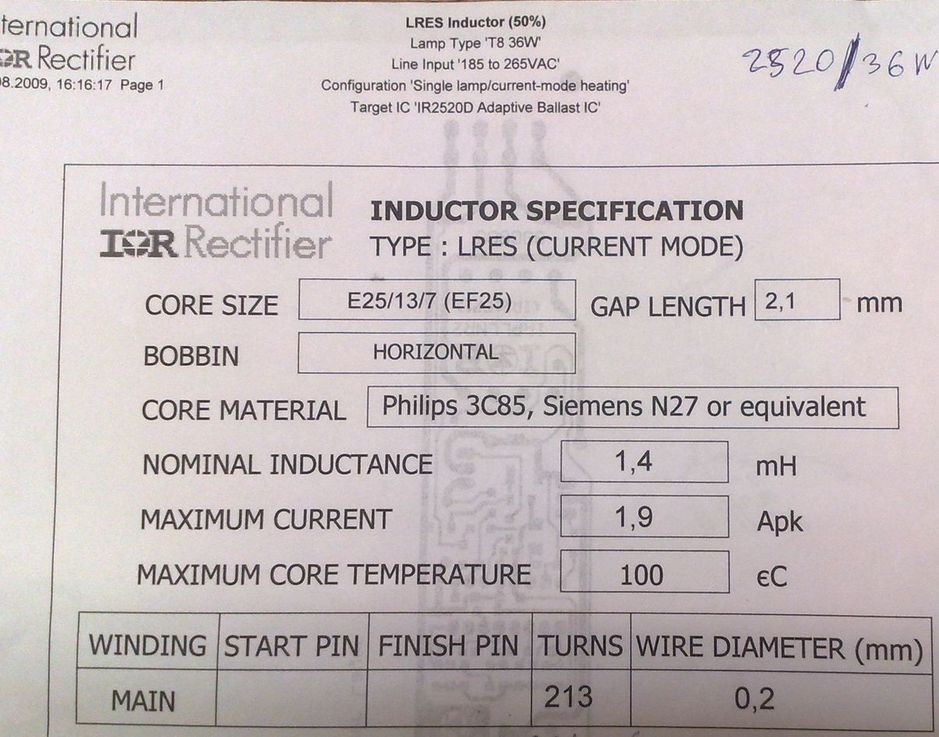 ternational
IOR Rectifier
08.2009, 16:16:17 Page 1
LRES Inductor (50%)
Lamp Type 'T8 36W'
Line Input '185 to 265VAC'
Configuration 'Single lamp/current-mode heating'
Target IC 'IR2520D Adaptive Ballast IC'
2520/36W
International
IOR Rectifier
INDUCTOR SPECIFICATION
TYPE : LRES (CURRENT MODE)
CORE SIZE E25/13/7 (EF25) GAP LENGTH 2,1 mm
BOBBIN HORIZONTAL
CORE MATERIAL Philips 3C85, Siemens N27 or equivalent
NOMINAL INDUCTANCE 1,4 mH
MAXIMUM CURRENT 1,9 Apk
MAXIMUM CORE TEMPERATURE 100 єC
WINDING START PIN FINISH PIN TURNS WIRE DIAMETER (mm)
MAIN 213 0,2